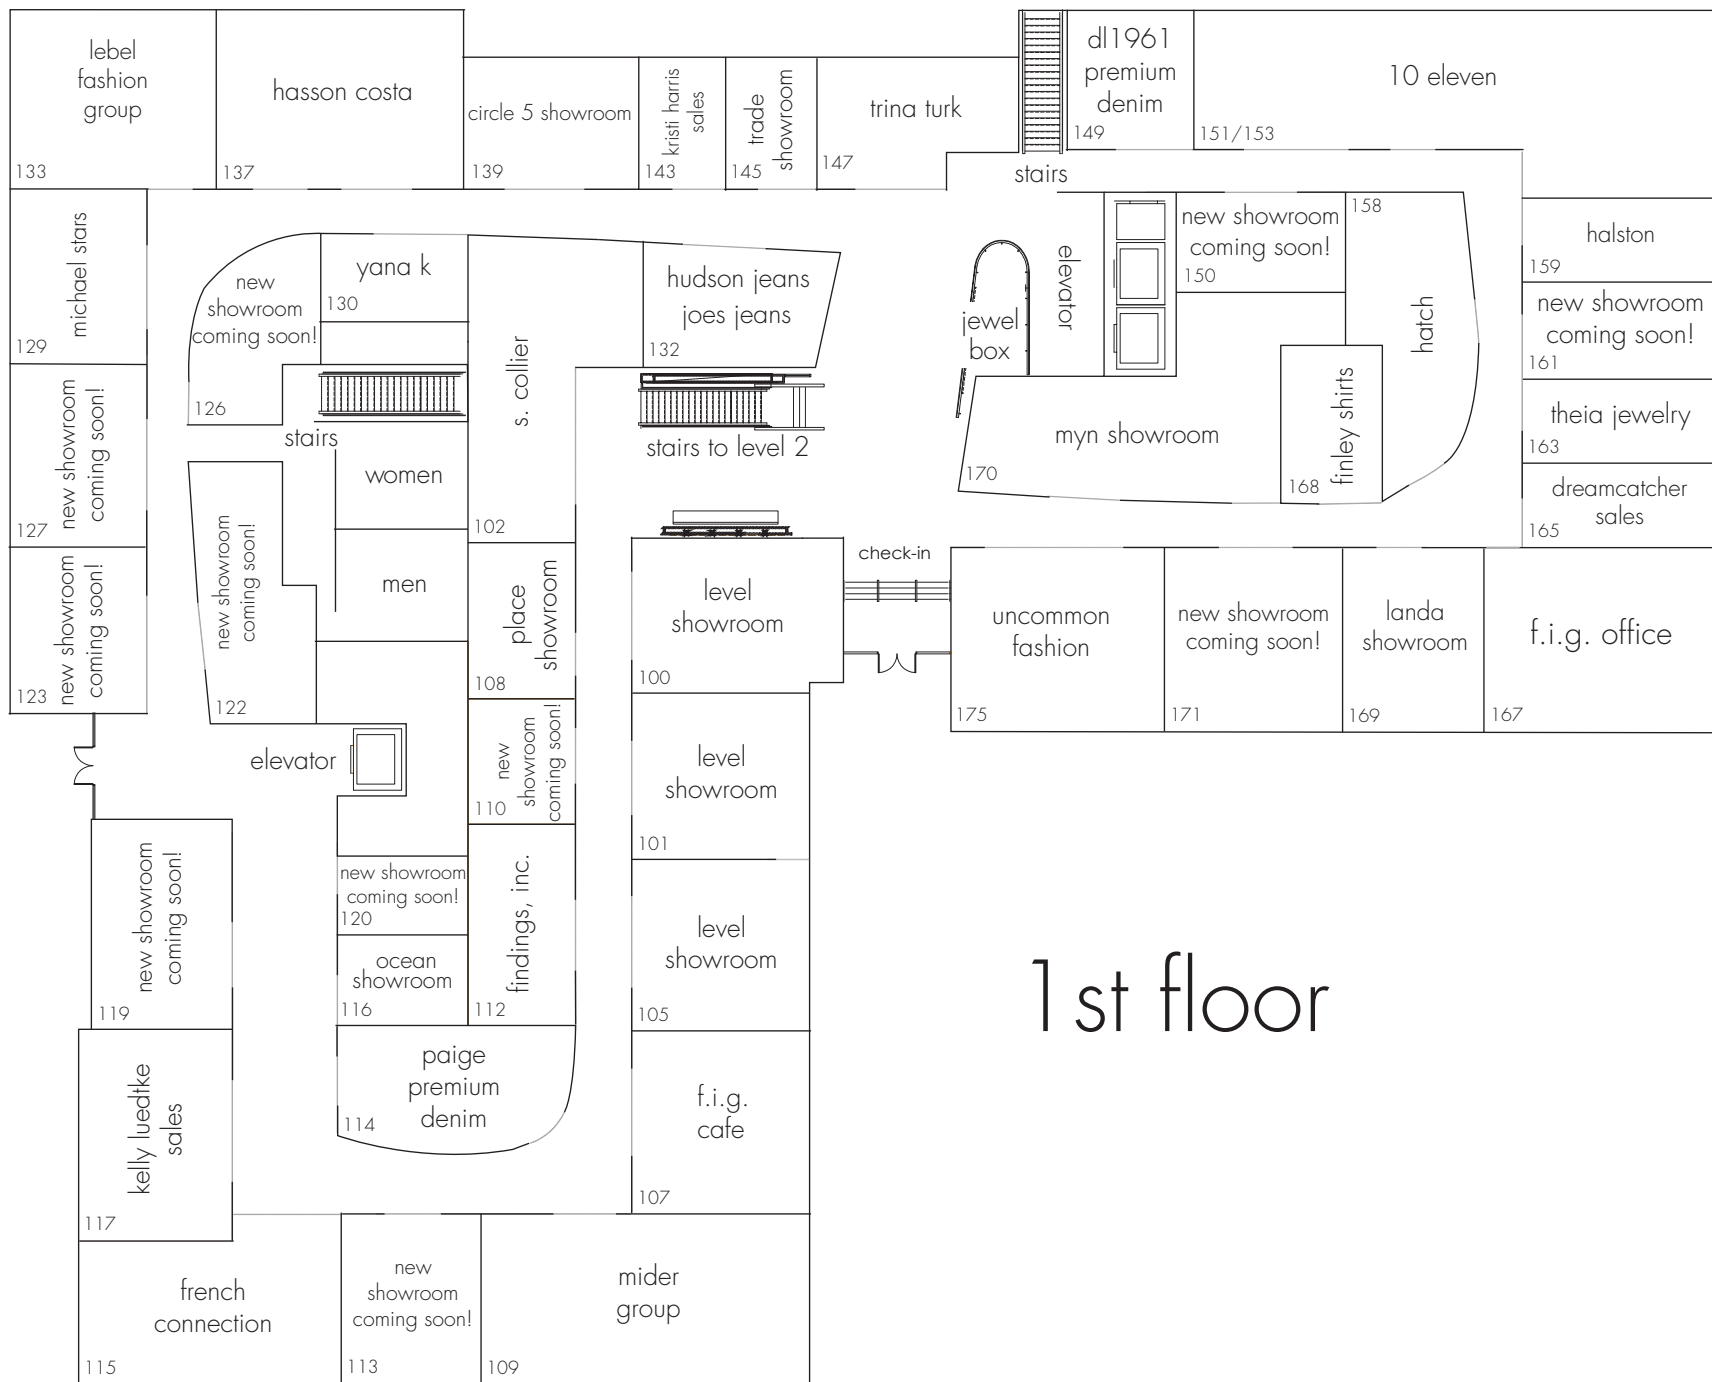 lebel
fashion
group
133
hasson costa
137
circle 5 showroom
139
kristi harris
sales
143
trade
showroom
145
trina turk
147
stairs
dl1961
premium
denim
149
10 eleven
151/153
michael stars
129
new
showroom
coming soon!
126
yana k
130
s. collier
102
hudson jeans
joes jeans
132
jewel
box
elevator
new showroom
coming soon!
150
158
hatch
halston
159
new showroom
coming soon!
161
theia jewelry
163
dreamcatcher
sales
165
new showroom
coming soon!
127
stairs
women
stairs to level 2
myn showroom
170
finley shirts
168
new showroom
coming soon!
123
new showroom
coming soon!
122
men
place
showroom
108
level
showroom
100
check-in
uncommon
fashion
175
new showroom
coming soon!
171
landa
showroom
169
f.i.g. office
167
elevator
new
showroom
coming soon!
110
level
showroom
101
new showroom
coming soon!
119
new showroom
coming soon!
120
findings, inc.
112
level
showroom
105
ocean
showroom
116
1st floor
kelly luedtke
sales
117
paige
premium
denim
114
f.i.g.
cafe
107
french
connection
115
new
showroom
coming soon!
113
mider
group
109